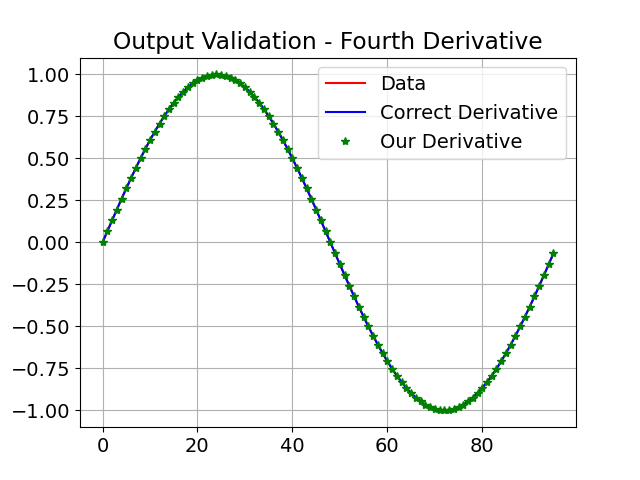 Output Validation - Fourth Derivative
Data
Correct Derivative
Our Derivative
1.00
0.75
0.50
0.25
0.00
−0.25
−0.50
−0.75
−1.00
0 20 40 60 80